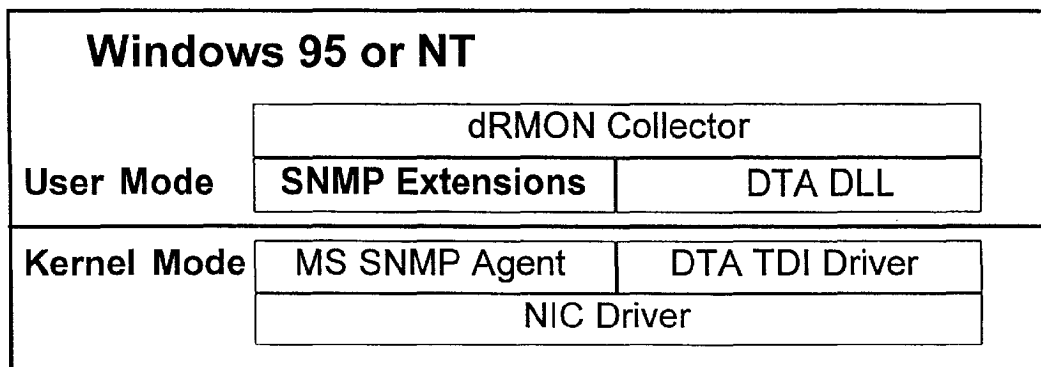 Windows 95 or NT
dRMON Collector
User Mode SNMP Extensions DTA DLL
Kernel Mode MS SNMP Agent DTA TDI Driver
NIC Driver